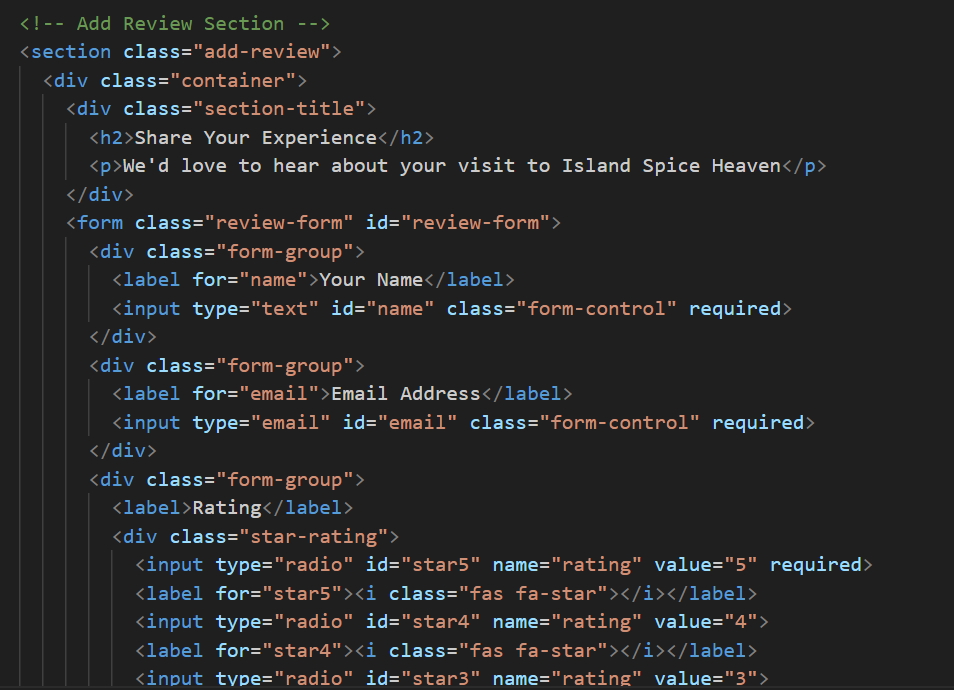 <!-- Add Review Section -->
<section class="add-review">
<div class="container">
<div class="section-title">
<h2>Share Your Experience</h2>
<p>We'd love to hear about your visit to Island Spice Heaven</p>
</div>
<form class="review-form" id="review-form">
<div class="form-group">
<label for="name">Your Name</label>
<input type="text" id="name" class="form-control" required>
</div>
<div class="form-group">
<label for="email">Email Address</label>
<input type="email" id="email" class="form-control" required>
</div>
<div class="form-group">
<label>Rating</label>
<div class="star-rating">
<input type="radio" id="star5" name="rating" value="5" required>
<label for="star5"><i class="fas fa-star"></i></label>
<input type="radio" id="star4" name="rating" value="4">
<label for="star4"><i class="fas fa-star"></i></label>
<input type="radio" id="star3" name="rating" value="3">